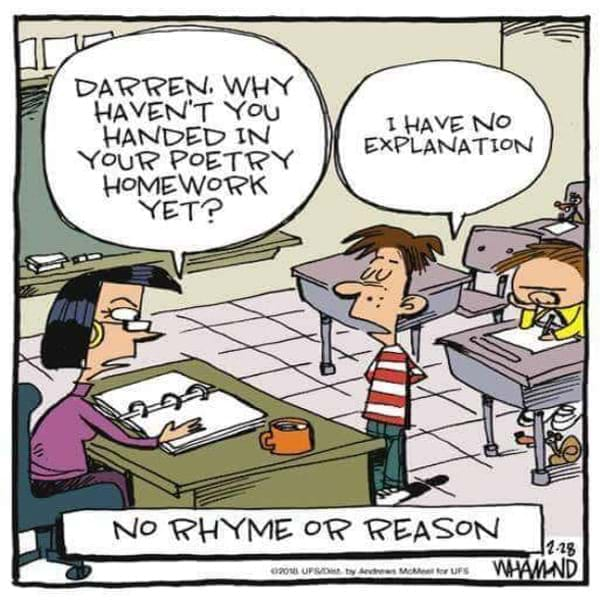 DARREN, WHY
HAVEN'T YOU
HANDED IN
YOUR POETRY
HOMEWORK
YET?
I HAVE NO
EXPLANATION
NO RHYME OR REASON
2-28
©2018 UFS/Dist. by Andrews McMeel for UFS
WHAMOND